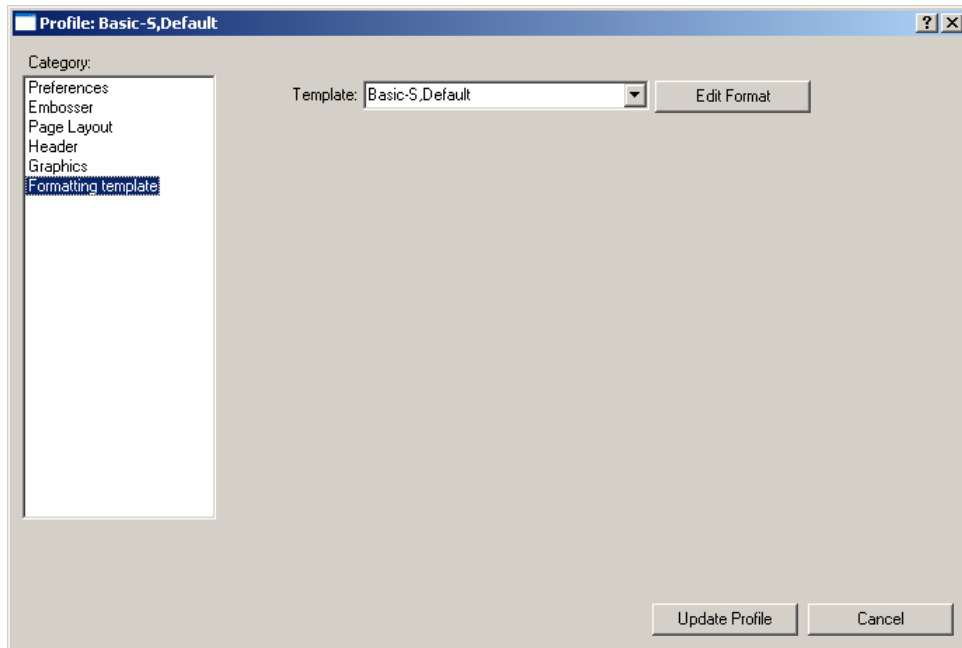 Profile: Basic-S,Default
Category:
Preferences
Embosser
Page Layout
Header
Graphics
Formatting template
Template: Basic-S,Default
Edit Format
Update Profile
Cancel